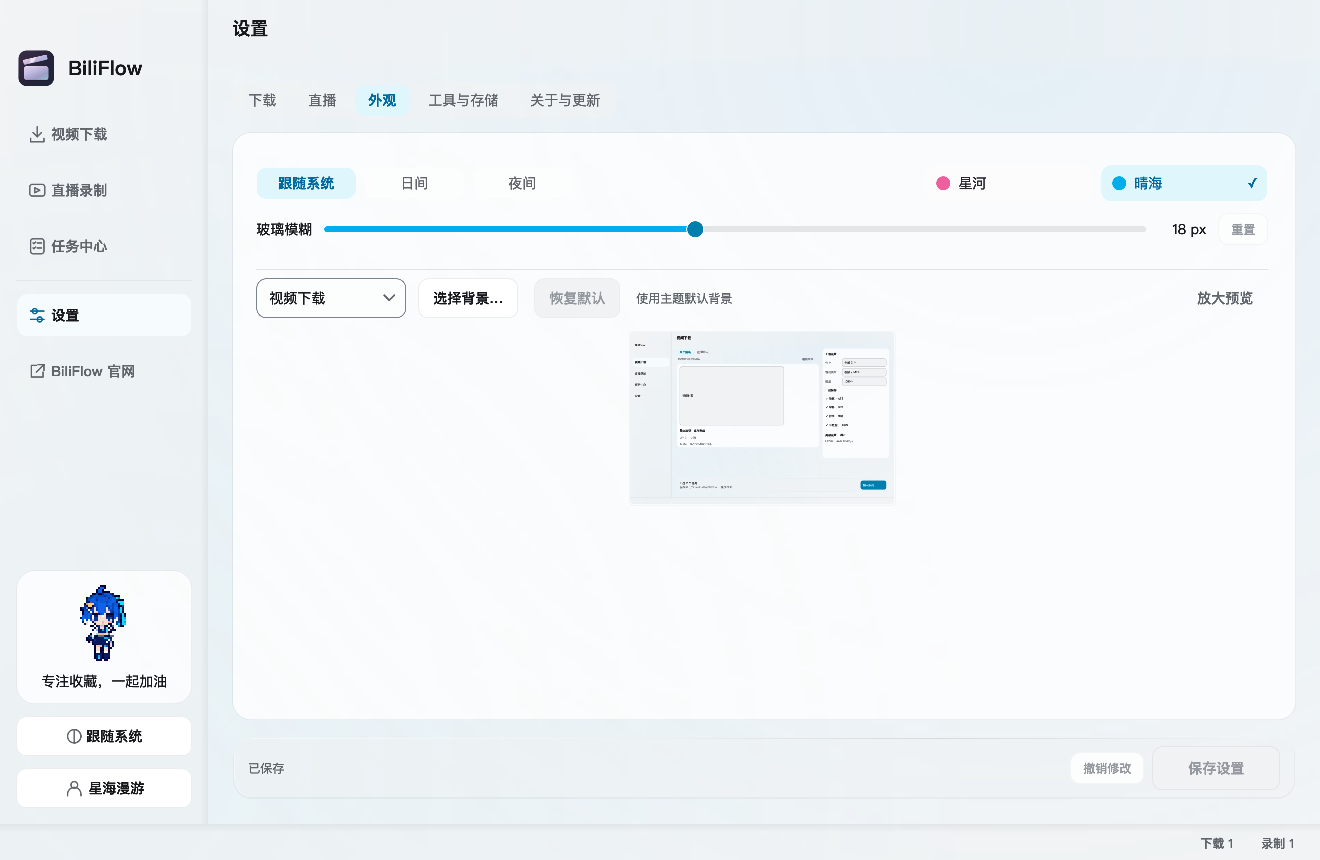 设置
BiliFlow
下载 直播 外观 工具与存储 关于与更新
视频下载
直播录制
任务中心
设置
BiliFlow 官网
跟随系统 日间 夜间 星河 晴海
玻璃模糊 18 px 重置
视频下载 选择背景... 恢复默认 使用主题默认背景 放大预览
专注收藏，一起加油
跟随系统
星海漫游
已保存 撤销修改 保存设置
下载 1 录制 1